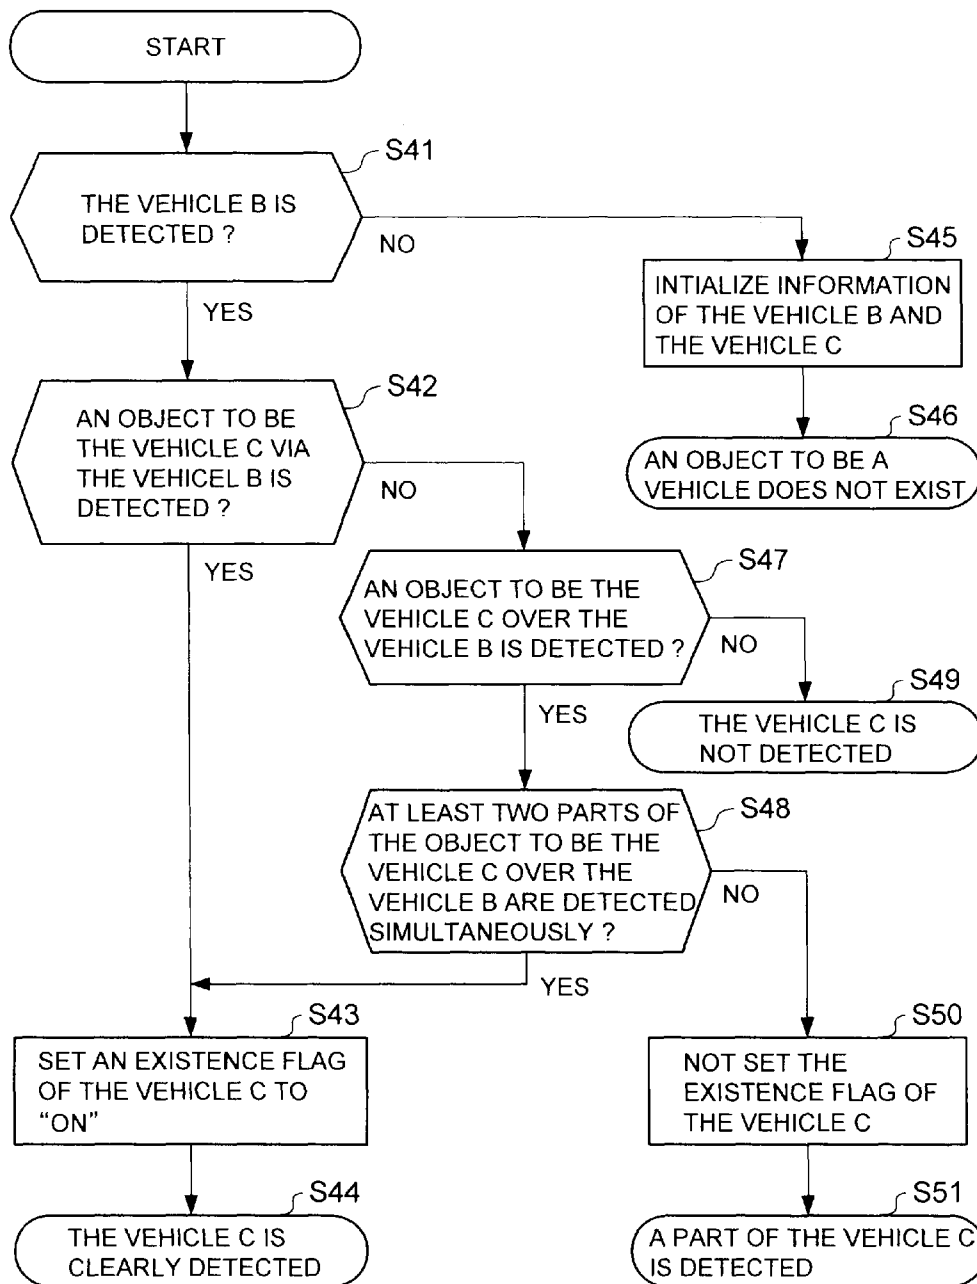 START
S41
THE VEHICLE B IS
DETECTED ?
NO
YES
S45
INTIALIZE INFORMATION
OF THE VEHICLE B AND
THE VEHICLE C
S42
AN OBJECT TO BE
THE VEHICLE C VIA
THE VEHICEL B IS
DETECTED ?
NO
YES
S46
AN OBJECT TO BE A
VEHICLE DOES NOT EXIST
S47
AN OBJECT TO BE THE
VEHICLE C OVER THE
VEHICLE B IS DETECTED ?
NO
YES
S49
THE VEHICLE C IS
NOT DETECTED
S48
AT LEAST TWO PARTS OF
THE OBJECT TO BE THE
VEHICLE C OVER THE
VEHICLE B ARE DETECTED
SIMULTANEOUSLY ?
NO
YES
S43
SET AN EXISTENCE FLAG
OF THE VEHICLE C TO
“ON”
S50
NOT SET THE
EXISTENCE FLAG OF
THE VEHICLE C
S44
THE VEHICLE C IS
CLEARLY DETECTED
S51
A PART OF THE VEHICLE C
IS DETECTED